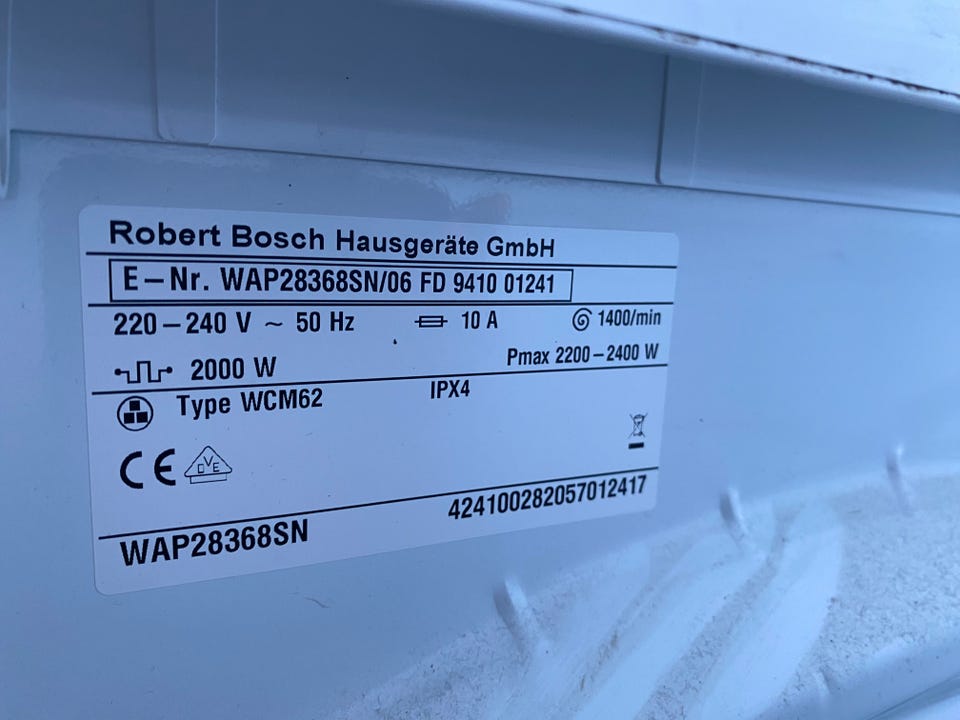 Robert Bosch Hausgeräte GmbH
E-Nr. WAP28368SN/06 FD 9410 01241
220-240 V ~ 50 Hz 10 A 1400/min
2000 W Pmax 2200-2400 W
Type WCM62 IPX4
CE DVE
WAP28368SN 424100282057012417